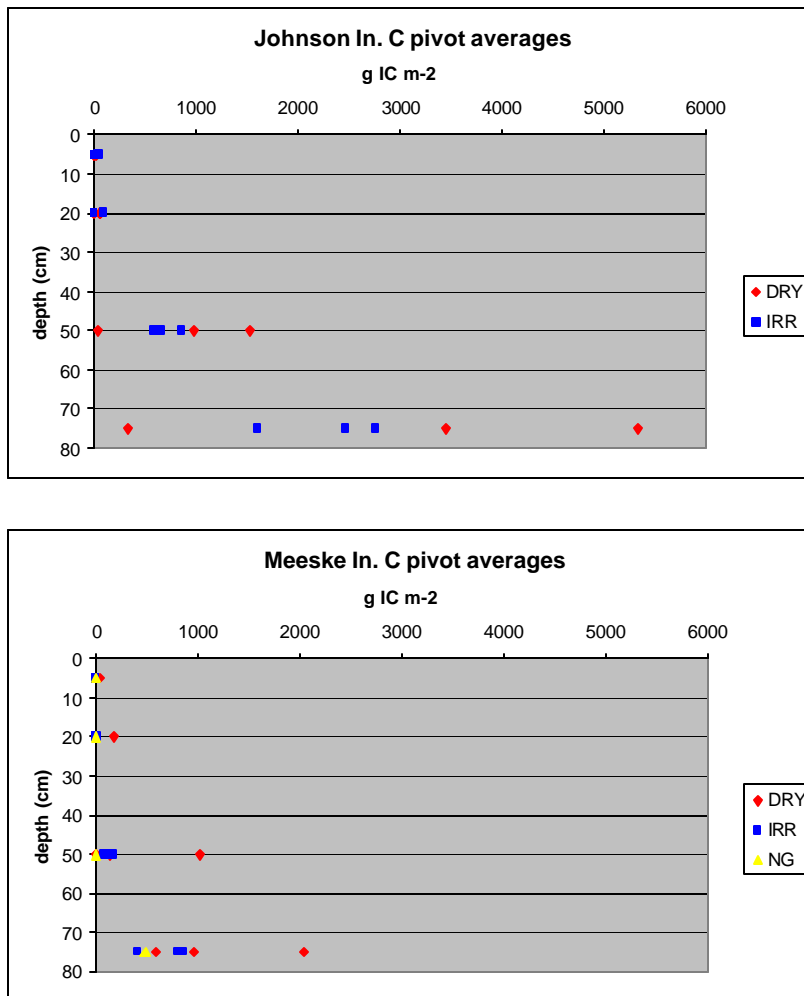 Johnson In. C pivot averages
g IC m-2
0 1000 2000 3000 4000 5000 6000
0
10
20
30
40
50
60
70
80
depth (cm)
DRY
IRR
Meeske In. C pivot averages
g IC m-2
0 1000 2000 3000 4000 5000 6000
0
10
20
30
40
50
60
70
80
depth (cm)
DRY
IRR
NG